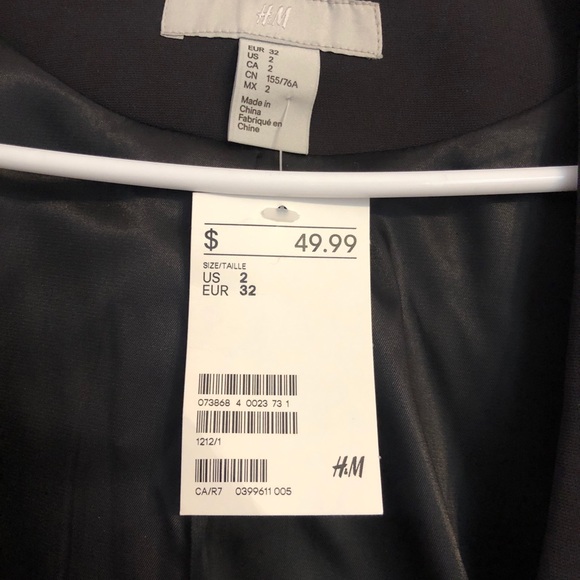 H&M
EUR 32
US 2
CA 2
CN 155/76A
MX 2
Made in
China
Fabriqué en
Chine
$ 49.99
SIZE/TAILLE
US 2
EUR 32
073868 4 0023 73 1
1212/1
H&M
CA/R7 0399611 005